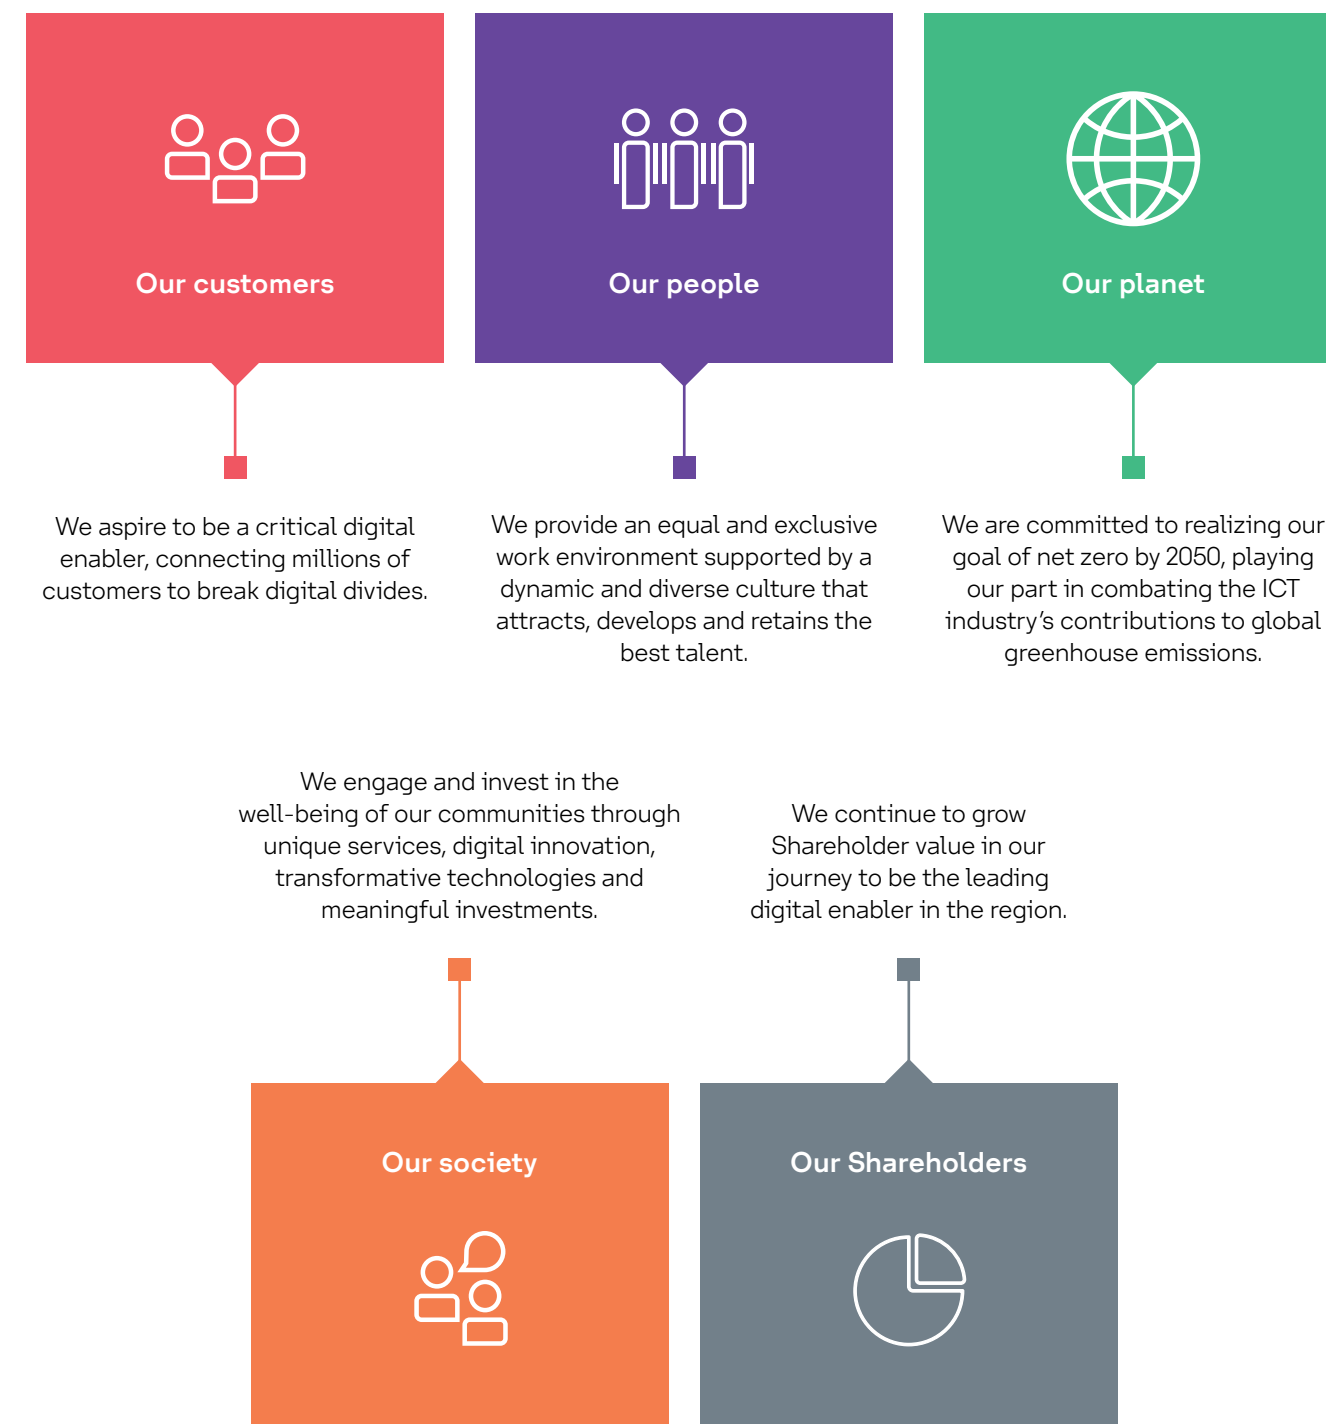 Our customers
We aspire to be a critical digital
enabler, connecting millions of
customers to break digital divides.
Our people
We provide an equal and exclusive
work environment supported by a
dynamic and diverse culture that
attracts, develops and retains the
best talent.
Our planet
We are committed to realizing our
goal of net zero by 2050, playing
our part in combating the ICT
industry’s contributions to global
greenhouse emissions.
We engage and invest in the
well-being of our communities through
unique services, digital innovation,
transformative technologies and
meaningful investments.
Our society
We continue to grow
Shareholder value in our
journey to be the leading
digital enabler in the region.
Our Shareholders